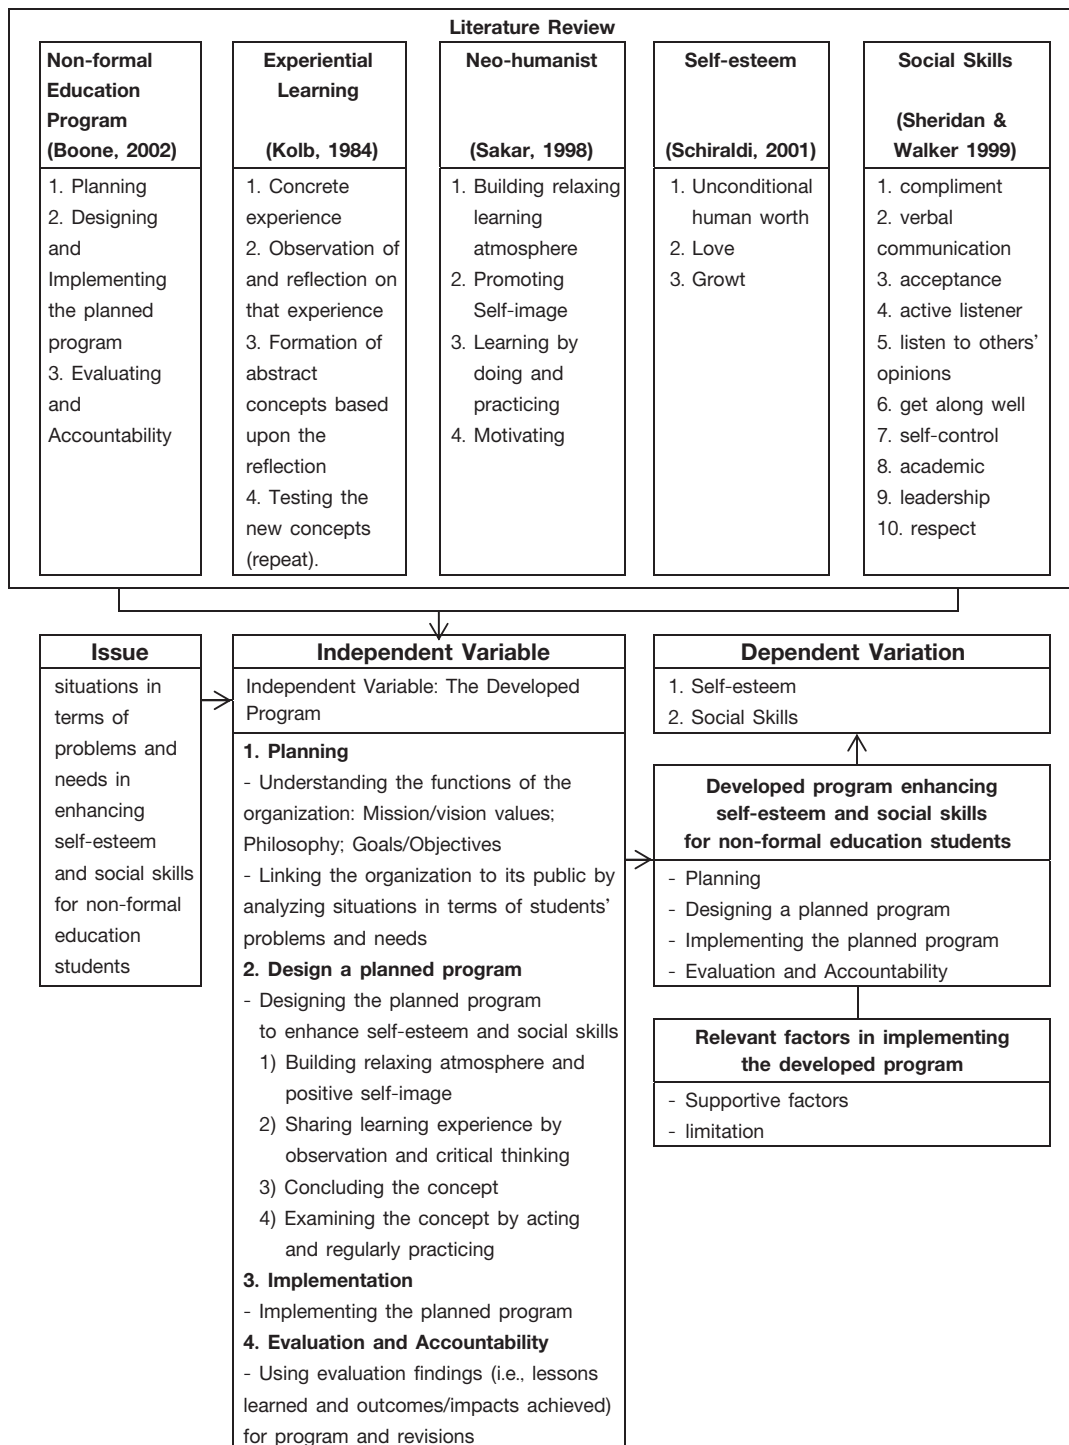 Literature Review
Non-formal
Education
Program
(Boone, 2002)
1. Planning
2. Designing
and
Implementing
the planned
program
3. Evaluating
and
Accountability
Experiential
Learning
(Kolb, 1984)
1. Concrete
experience
2. Observation of
and reflection on
that experience
3. Formation of
abstract
concepts based
upon the
reflection
4. Testing the
new concepts
(repeat).
Neo-humanist
(Sakar, 1998)
1. Building relaxing
learning
atmosphere
2. Promoting
Self-image
3. Learning by
doing and
practicing
4. Motivating
Self-esteem
(Schiraldi, 2001)
1. Unconditional
human worth
2. Love
3. Growt
Social Skills
(Sheridan &
Walker 1999)
1. compliment
2. verbal
communication
3. acceptance
4. active listener
5. listen to others’
opinions
6. get along well
7. self-control
8. academic
9. leadership
10. respect
Issue
situations in
terms of
problems and
needs in
enhancing
self-esteem
and social skills
for non-formal
education
students
Independent Variable
Independent Variable: The Developed
Program
1. Planning
- Understanding the functions of the
organization: Mission/vision values;
Philosophy; Goals/Objectives
- Linking the organization to its public by
analyzing situations in terms of students’
problems and needs
2. Design a planned program
- Designing the planned program
to enhance self-esteem and social skills
1) Building relaxing atmosphere and
positive self-image
2) Sharing learning experience by
observation and critical thinking
3) Concluding the concept
4) Examining the concept by acting
and regularly practicing
3. Implementation
- Implementing the planned program
4. Evaluation and Accountability
- Using evaluation findings (i.e., lessons
learned and outcomes/impacts achieved)
for program and revisions
Dependent Variation
1. Self-esteem
2. Social Skills
Developed program enhancing
self-esteem and social skills
for non-formal education students
- Planning
- Designing a planned program
- Implementing the planned program
- Evaluation and Accountability
Relevant factors in implementing
the developed program
- Supportive factors
- limitation